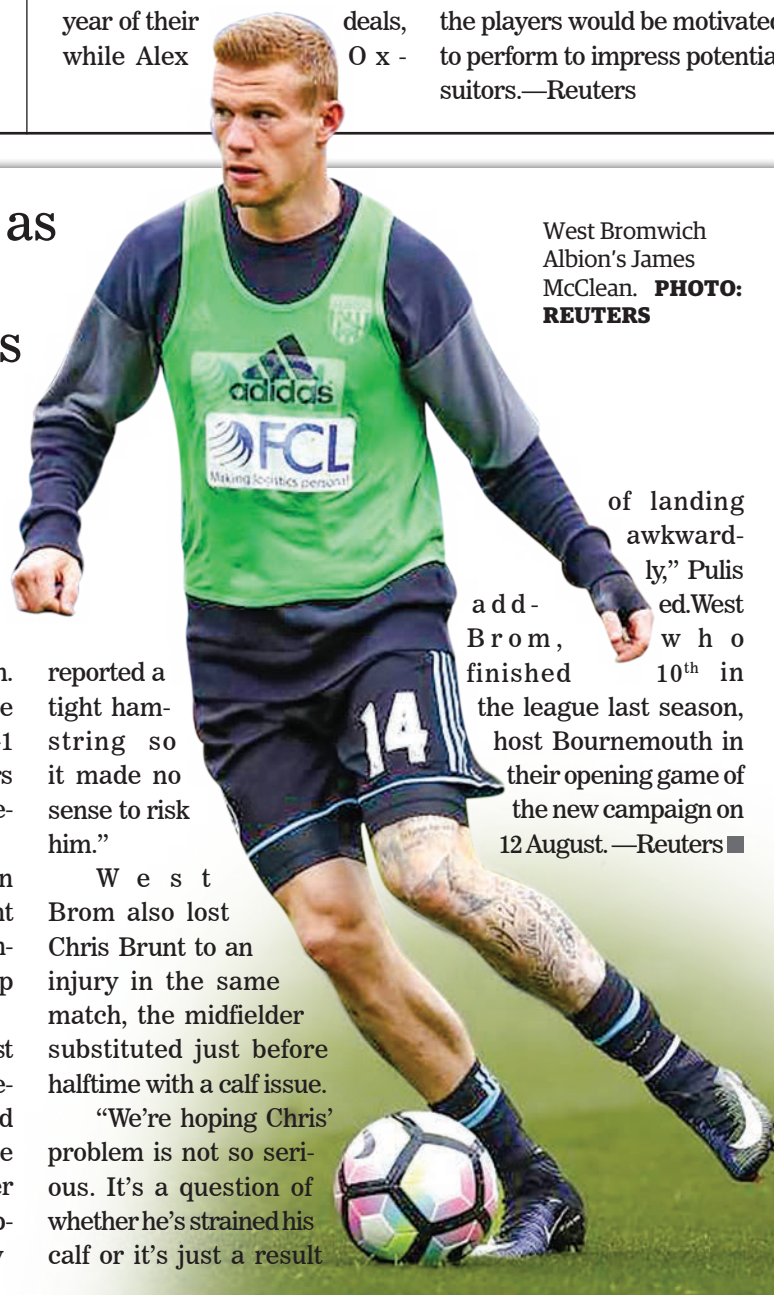 year of their deals,
while Alex Ox-
the players would be motivated
to perform to impress
suitors.—Reuters
as
s
West Bromwich
Albion's James
McClean. PHOTO:
REUTERS
adidas
FCL
Making logistics personal
14
n.
e
-1
rs
e-
n
nt
n-
p
st
e-
d
e
er
o-
y
reported a
tight ham-
string so
it made no
sense to risk
him.”
West
Brom also lost
Chris Brunt to an
injury in the same
match, the midfielder
substituted just before
halftime with a calf issue.
“We're hoping Chris'
problem is not so seri-
ous. It's a question of
whether he's strained his
calf or it's just a result
of landing
awkward-
ly,” Pulis
add- ed.West
Brom, who
finished 10th in
the league last season,
host Bournemouth in
their opening game of
the new campaign on
12 August. —Reuters ■